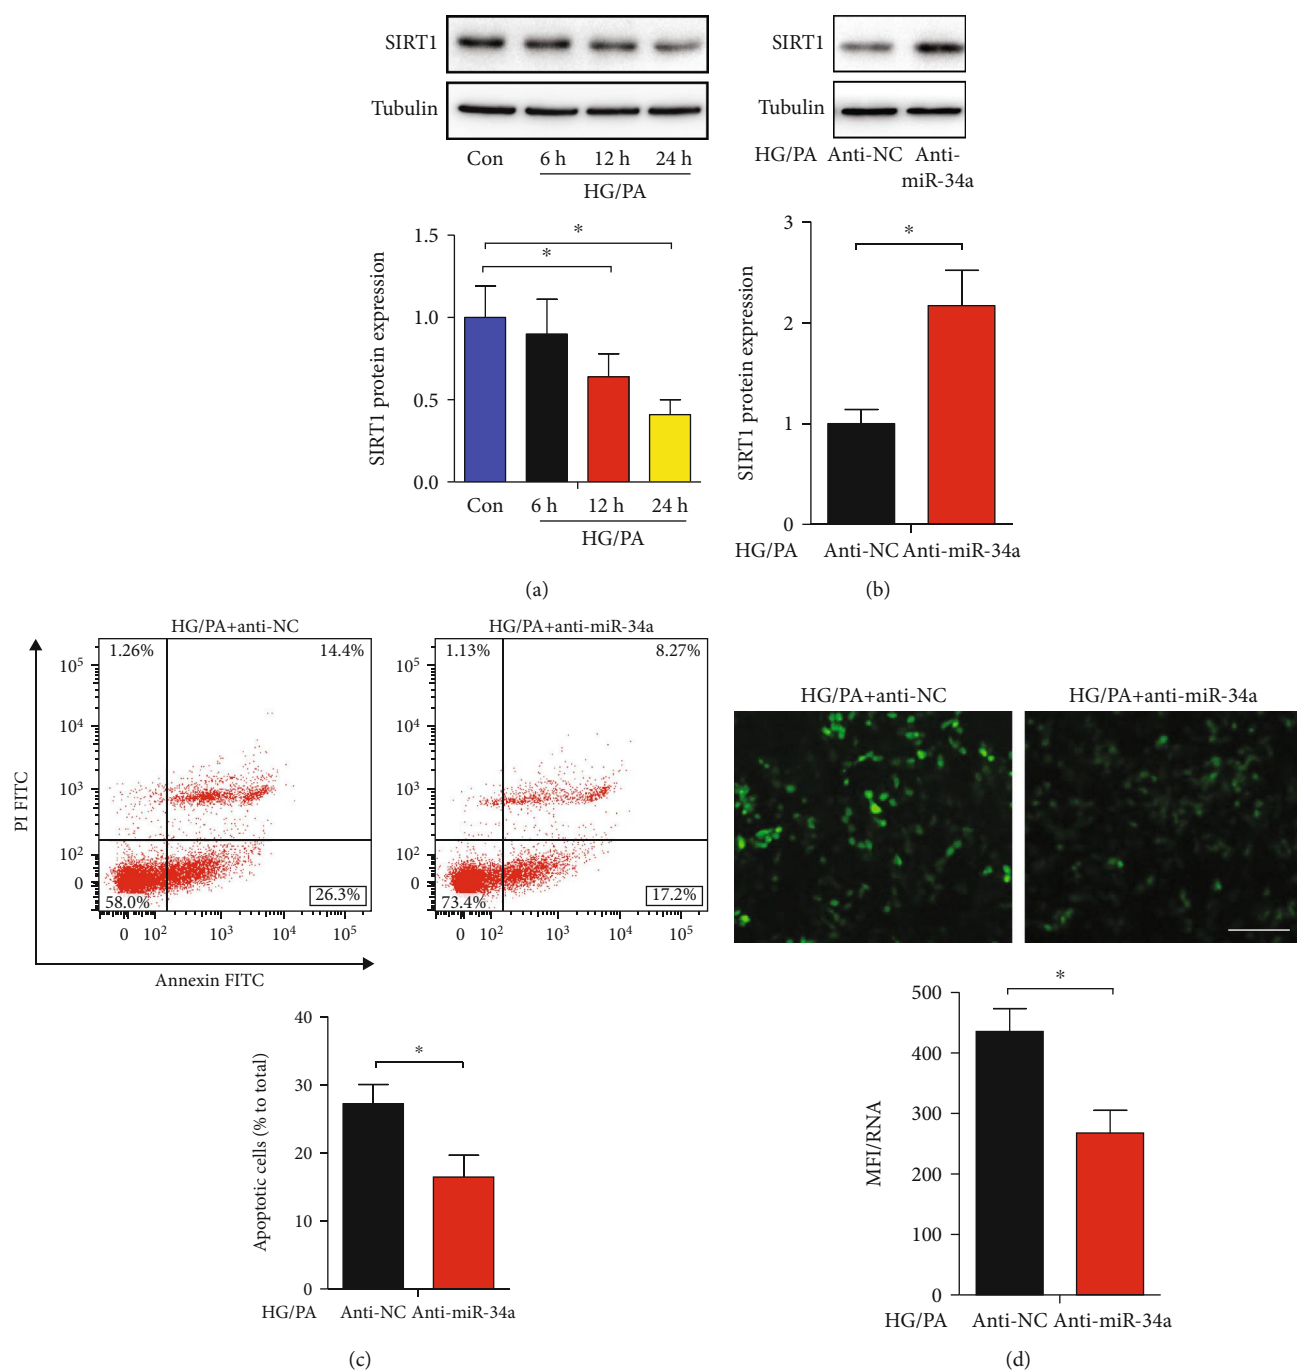 SIRT1
Tubulin
Con 6 h 12 h 24 h
HG/PA
SIRT1
Tubulin
HG/PA Anti-NC Anti-
miR-34a
SIRT1 protein expression
1.5
1.0
0.5
0.0
*
*
Con 6 h 12 h 24 h
HG/PA
(a)
SIRT1 protein expression
3
2
1
0
*
HG/PA Anti-NC Anti-miR-34a
(b)
HG/PA+anti-NC
PI FITC
10⁵
10⁴
10³
10²
0
1.26% 14.4%
58.0% 26.3%
0 10² 10³ 10⁴ 10⁵
Annexin FITC
HG/PA+anti-miR-34a
10⁵
10⁴
10³
10²
0
1.13% 8.27%
73.4% 17.2%
0 10² 10³ 10⁴ 10⁵
Apoptotic cells (% to total)
40
30
20
10
0
*
HG/PA Anti-NC Anti-miR-34a
(c)
HG/PA+anti-NC HG/PA+anti-miR-34a
MFI/RNA
500
400
300
200
100
0
*
HG/PA Anti-NC Anti-miR-34a
(d)